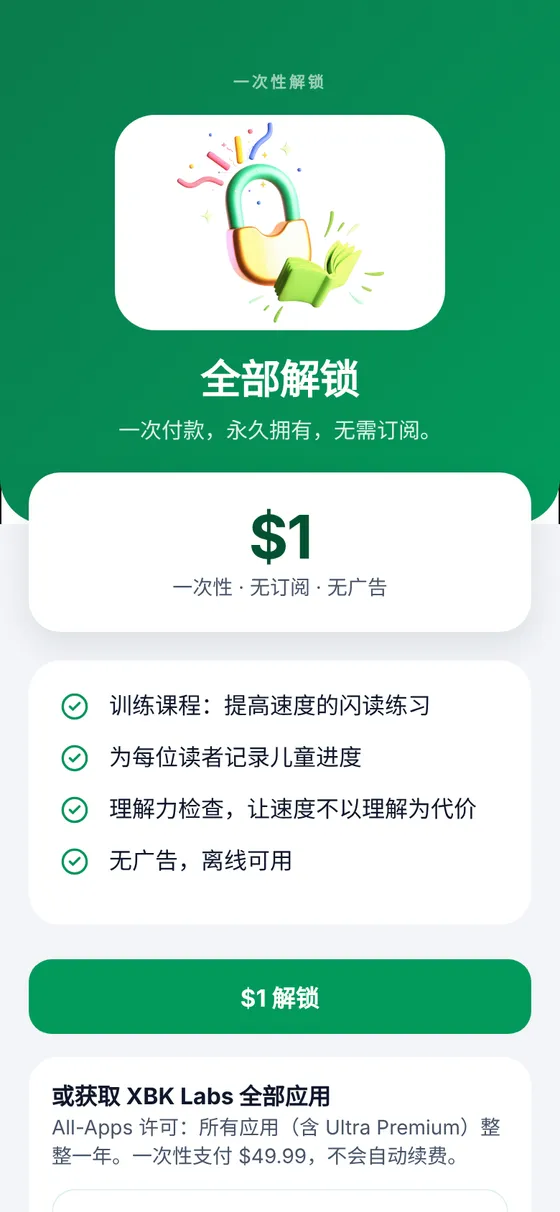 一次性解锁
全部解锁
一次付款，永久拥有，无需订阅。
$1
一次性 · 无订阅 · 无广告
训练课程：提高速度的闪读练习
为每位读者记录儿童进度
理解力检查，让速度不以理解为代价
无广告，离线可用
$1 解锁
或获取 XBK Labs 全部应用
All-Apps 许可：所有应用（含 Ultra Premium）整
整一年。一次性支付 $49.99，不会自动续费。